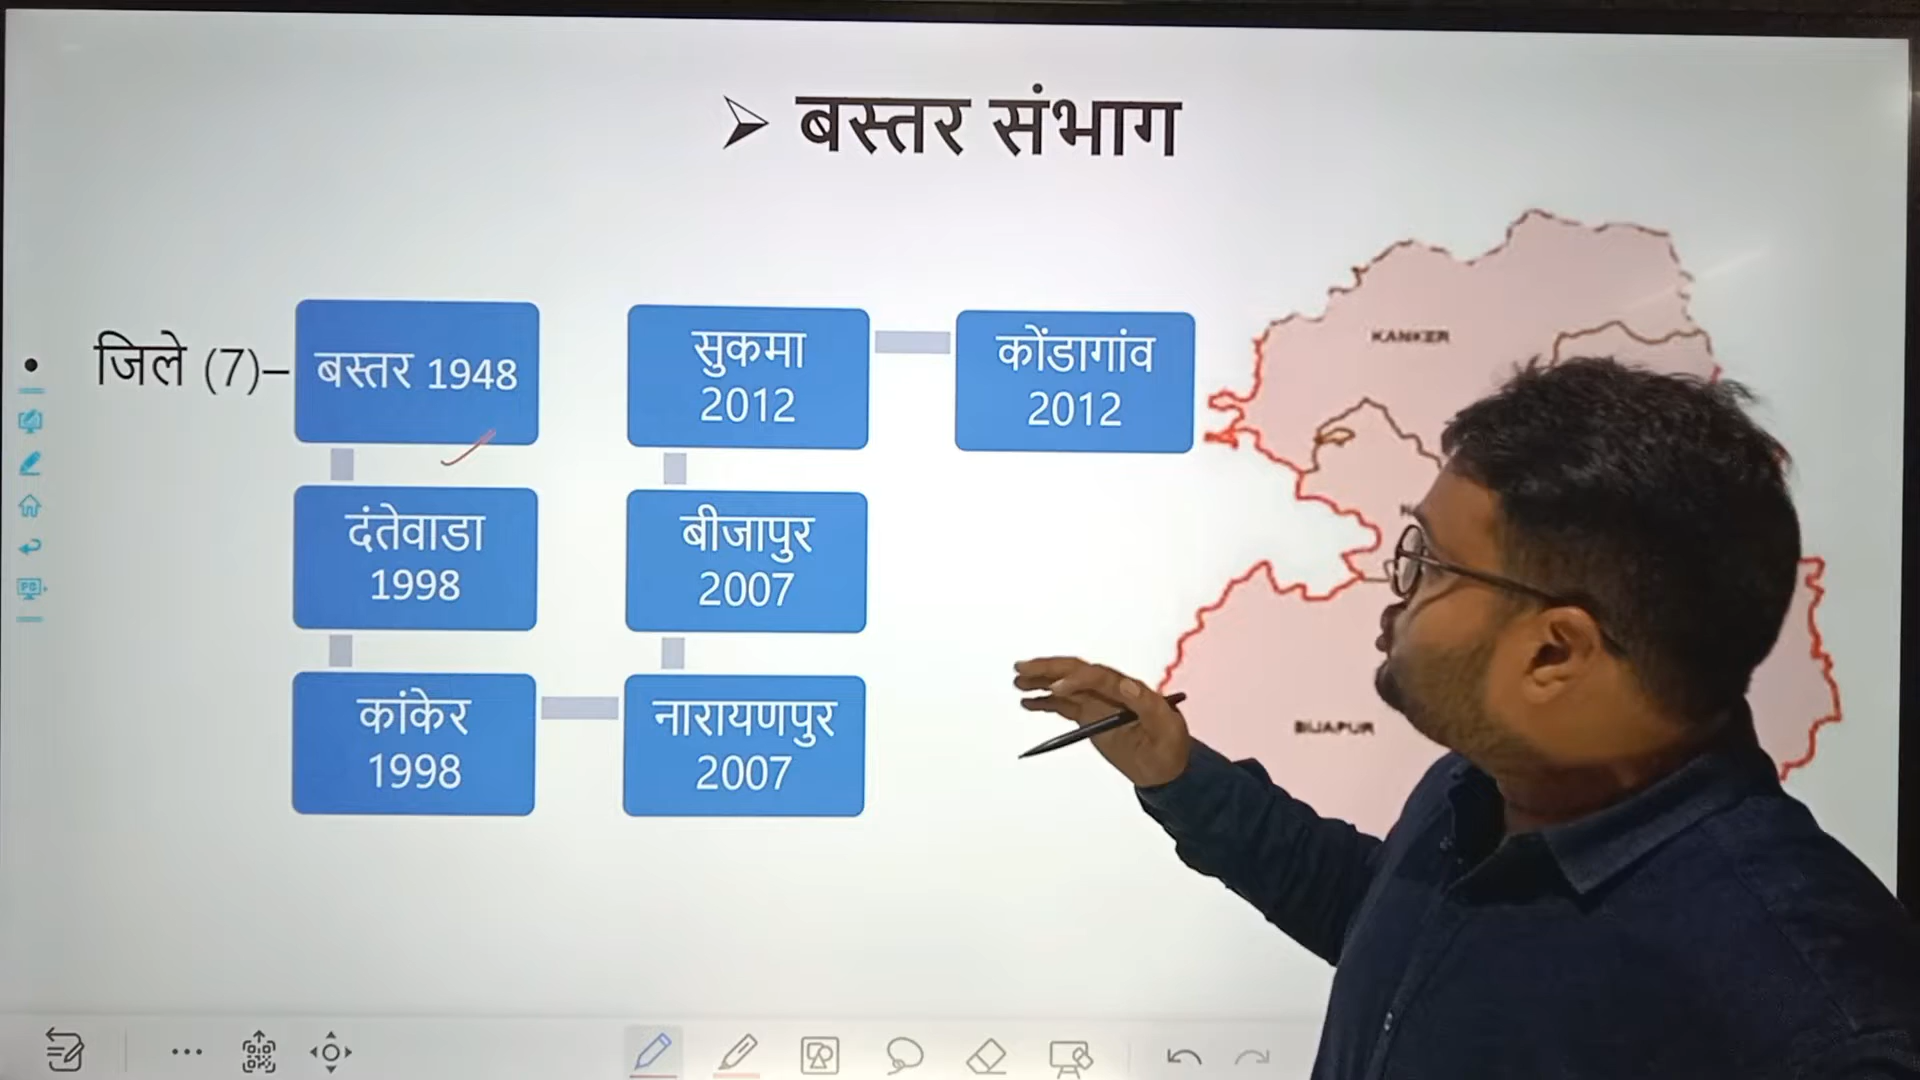 ➢ बस्तर संभाग
• जिले (7)–
बस्तर 1948
दंतेवाडा
1998
कांकेर
1998
नारायणपुर
2007
बीजापुर
2007
सुकमा
2012
कोंडागांव
2012
KANKER
BIJAPUR